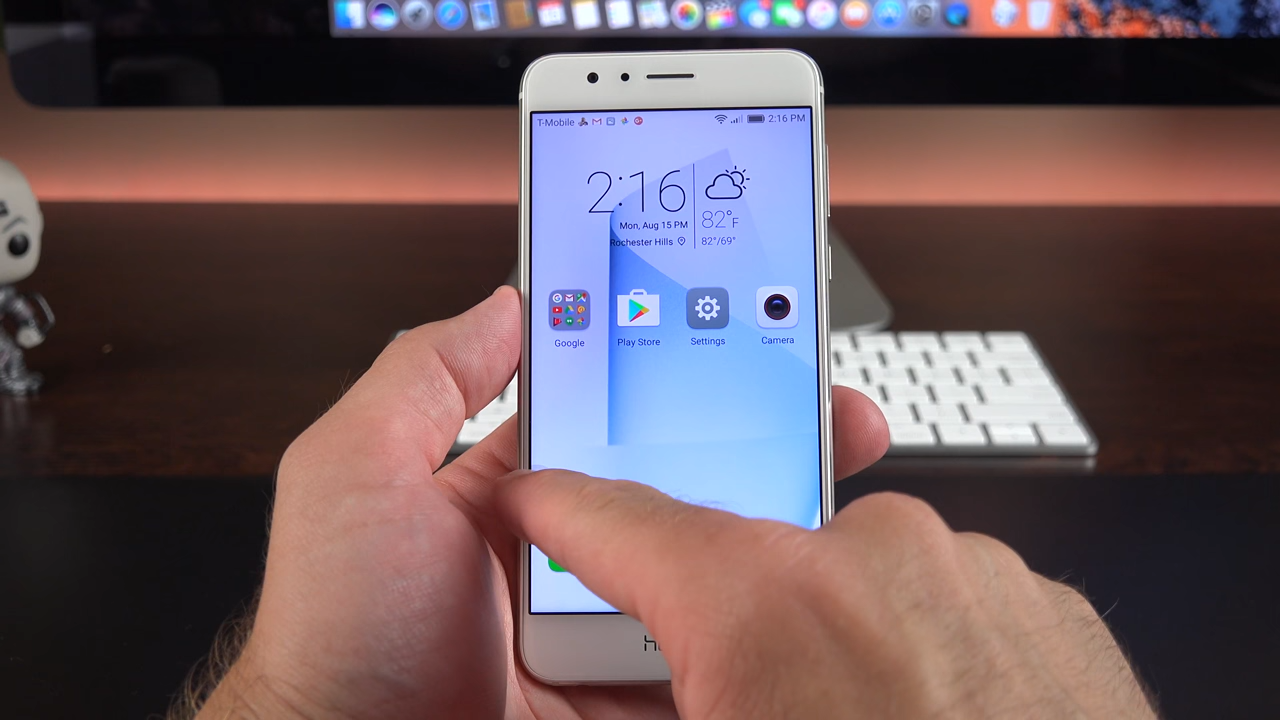 T-Mobile 2:16 PM
2:16
82°F
Mon, Aug 15 PM
Rochester Hills 82°/69°
Google Play Store Settings Camera